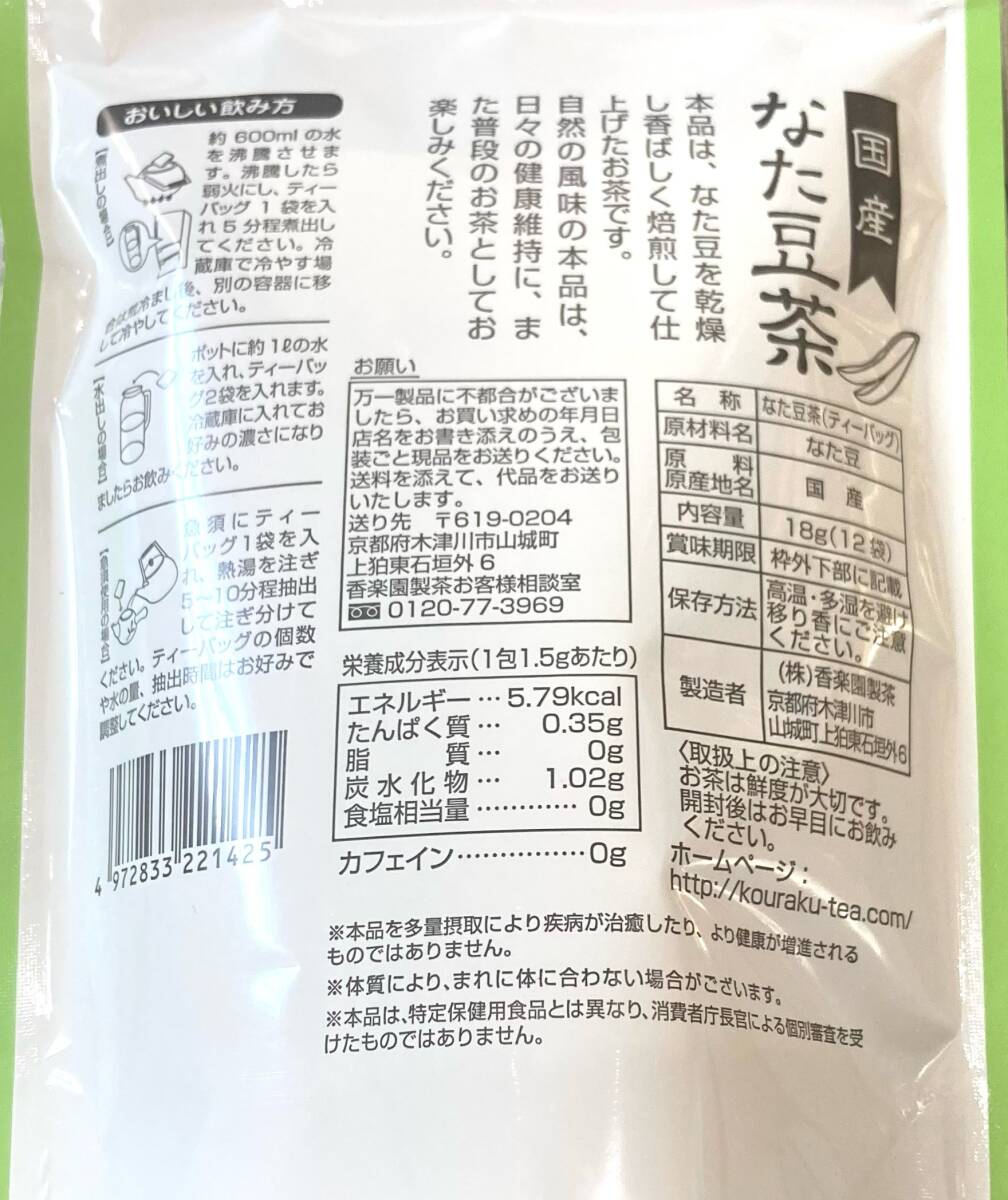 国産
なた豆茶
本品は、なた豆を乾燥
し香ばしく焙煎して仕
上げたお茶です。
自然の風味の本品は、
日々の健康維持に、ま
た普段のお茶としてお
楽しみください。
おいしい飲み方
【煮出しの場合】
約600mlの水
を沸騰させま
す。沸騰したら
弱火にし、ティー
バッグ1袋を入
れ5分程煮出し
てください。冷
蔵庫で冷やす場
合は荒冷まし後、別の容器に移
して冷やしてください。
【水出しの場合】
ポットに約1ℓの水
を入れ、ティーバッ
グ2袋を入れます。
冷蔵庫に入れてお
好みの濃さになり
ましたらお飲みください。
【急須使用の場合】
急須にティー
バッグ1袋を入
れ、熱湯を注ぎ
5〜10分程抽出
して注ぎ分けて
ください。ティーバッグの個数
や水の量、抽出時間はお好みで
調整してください。
お願い
万一製品に不都合がございま
したら、お買い求めの年月日
店名をお書き添えのうえ、包
装ごと現品をお送りください。
送料を添えて、代品をお送り
いたします。
送り先 〒619-0204
京都府木津川市山城町
上狛東石垣外6
香楽園製茶お客様相談室
0120-77-3969
名称 なた豆茶(ティーバッグ)
原材料名 なた豆
原料原産地名 国産
内容量 18g(12袋)
賞味期限 枠外下部に記載
保存方法 高温・多湿を避け
移り香にご注意
ください。
製造者 (株)香楽園製茶
京都府木津川市
山城町上狛東石垣外6
〈取扱上の注意〉
お茶は鮮度が大切です。
開封後はお早目にお飲み
ください。
ホームページ:
http://kouraku-tea.com/
栄養成分表示(1包1.5gあたり)
エネルギー…5.79kcal
たんぱく質… 0.35g
脂質… 0g
炭水化物… 1.02g
食塩相当量………… 0g
カフェイン……………0g
4 972833 221425
※本品を多量摂取により疾病が治癒したり、より健康が増進される
ものではありません。
※体質により、まれに体に合わない場合がございます。
※本品は、特定保健用食品とは異なり、消費者庁長官による個別審査を受
けたものではありません。